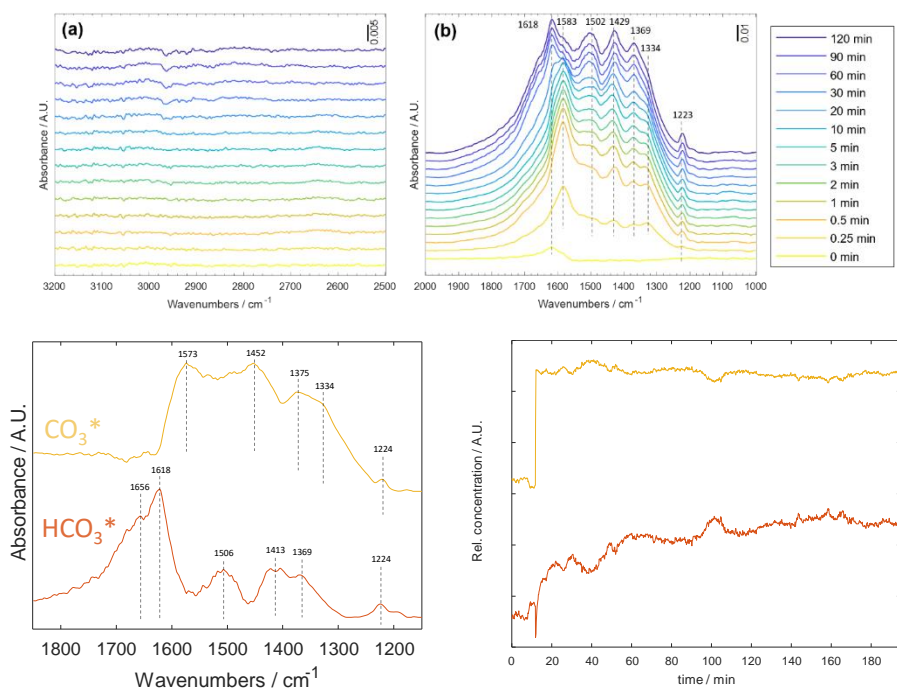 (a)
0.005
Absorbance / A.U.
3200 3100 3000 2900 2800 2700 2600 2500
Wavenumbers / cm⁻¹
(b)
0.01
1618 1583 1502 1429 1369
1334
1223
Absorbance / A.U.
2000 1900 1800 1700 1600 1500 1400 1300 1200 1100 1000
Wavenumbers / cm⁻¹
120 min
90 min
60 min
30 min
20 min
10 min
5 min
3 min
2 min
1 min
0.5 min
0.25 min
0 min
1573 1452
1375
1334
1224
CO₃*
1656 1618
1506 1413 1369
1224
HCO₃*
Absorbance / A.U.
1800 1700 1600 1500 1400 1300 1200
Wavenumbers / cm⁻¹
Rel. concentration / A.U.
0 20 40 60 80 100 120 140 160 180
time / min